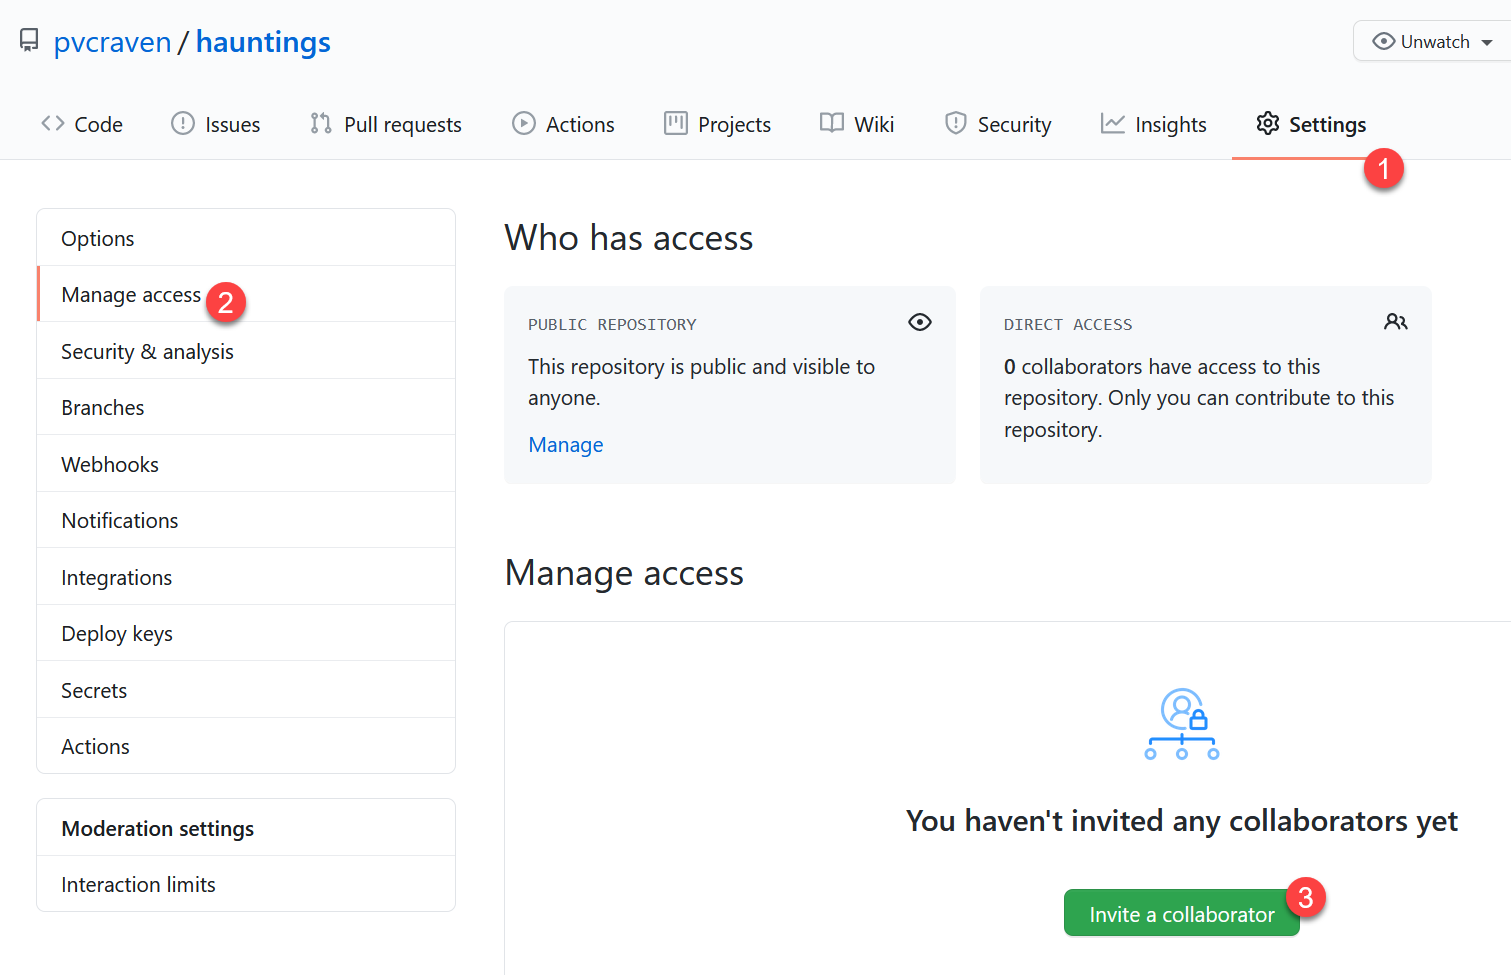 pvcraven / hauntings
Unwatch
Code Issues Pull requests Actions Projects Wiki Security Insights Settings
1
Options
Manage access
2
Security & analysis
Branches
Webhooks
Notifications
Integrations
Deploy keys
Secrets
Actions
Moderation settings
Interaction limits
Who has access
PUBLIC REPOSITORY
This repository is public and visible to
anyone.
Manage
DIRECT ACCESS
0 collaborators have access to this
repository. Only you can contribute to this
repository.
Manage access
You haven't invited any collaborators yet
Invite a collaborator
3